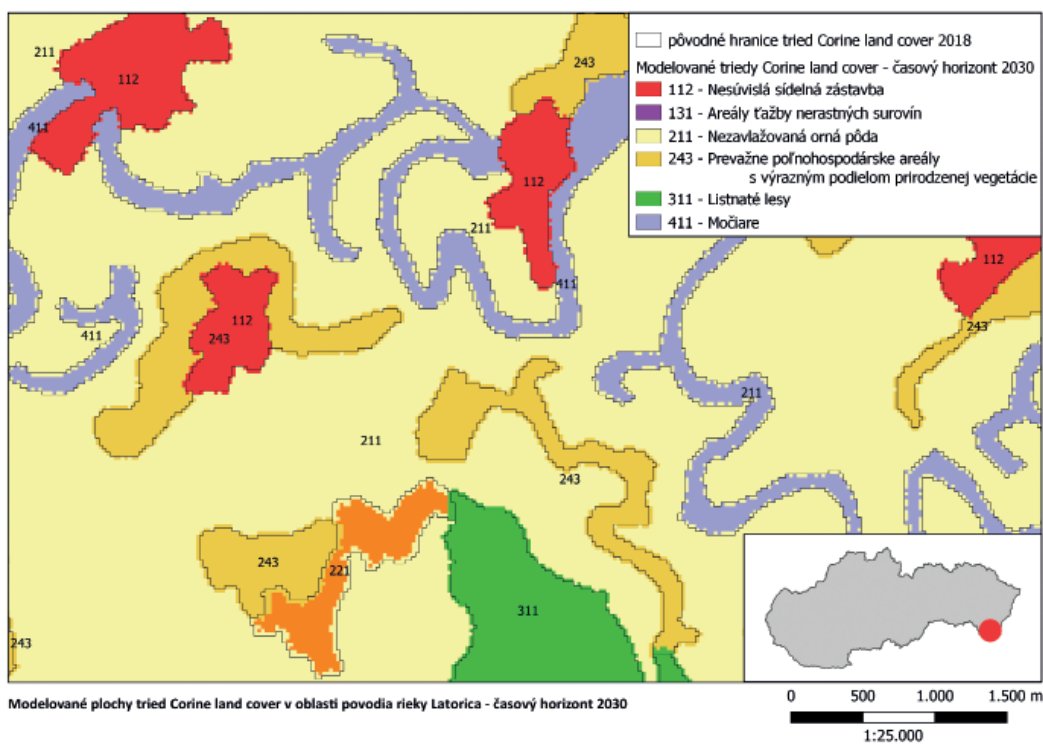 211
112
411
243
pôvodné hranice tried Corine land cover 2018
Modelované triedy Corine land cover - časový horizont 2030
112 - Nesúvislá sídelná zástavba
131 - Areály ťažby nerastných surovín
211 - Nezavlažovaná orná pôda
243 - Prevažne poľnohospodárske areály
s výrazným podielom prirodzenej vegetácie
311 - Listnaté lesy
411 - Močiare
112
211
411
112
243
112
243
411
211
211
243
243
221
311
243
Modelované plochy tried Corine land cover v oblasti povodia rieky Latorica - časový horizont 2030
0 500 1.000 1.500 m
1:25.000